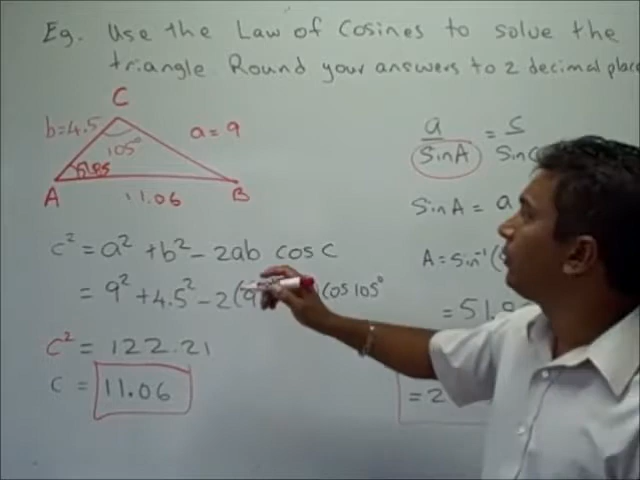 Eg. Use the Law of Cosines to solve the
triangle Round your answers to 2 decimal place
C
b=4.5
a = 9
105°
A
B
11.06
c² = a² + b² - 2ab cos C
= 9² + 4.5² - 2(9 ) Cos 105°
c² = 122.21
c = 11.06
a =
SinA Sin
SinA = a
A = Sin⁻¹(
= 51.
= 2